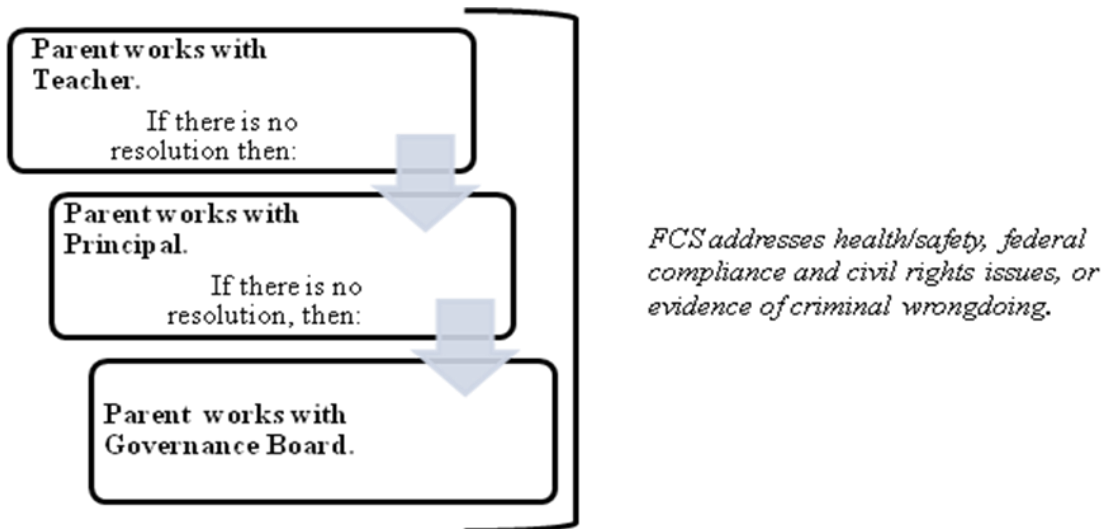 Parent works with
Teacher.
If there is no
resolution then:
Parent works with
Principal.
If there is no
resolution, then:
Parent works with
Governance Board.
FCS addresses health/safety, federal
compliance and civil rights issues, or
evidence of criminal wrongdoing.